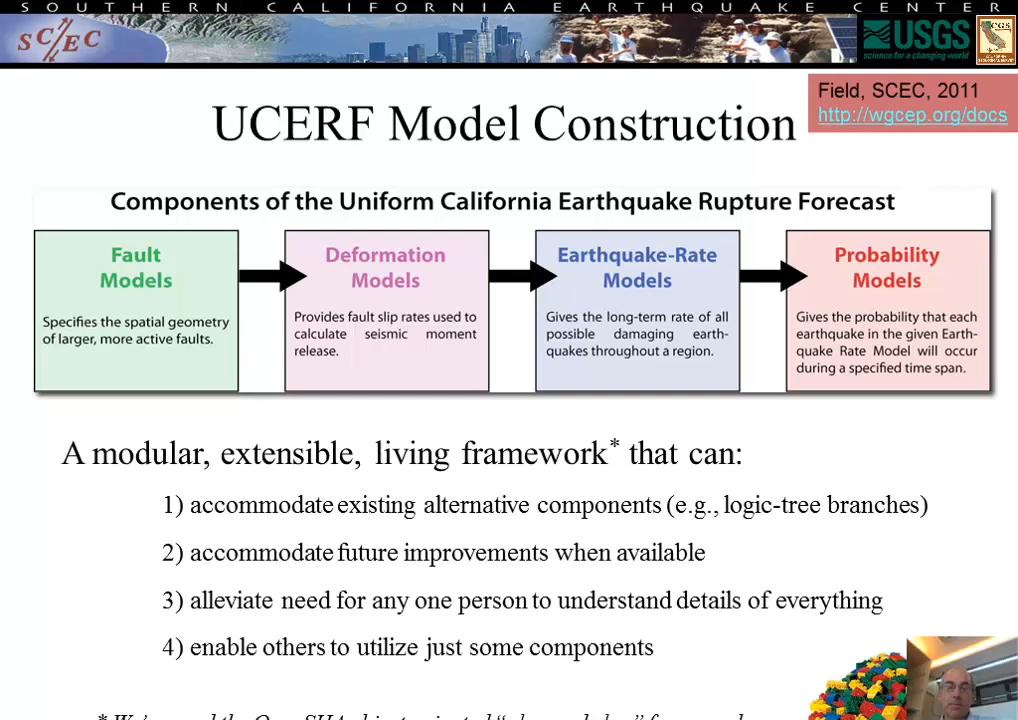 SOUTHERN CALIFORNIA EARTHQUAKE CENTER
SC/EC
USGS
science for a changing world
CGS
Field, SCEC, 2011
http://wgcep.org/docs
UCERF Model Construction
Components of the Uniform California Earthquake Rupture Forecast
Fault
Models
Specifies the spatial geometry
of larger, more active faults.
Deformation
Models
Provides fault slip rates used to
calculate seismic moment
release.
Earthquake-Rate
Models
Gives the long-term rate of all
possible damaging earth-
quakes throughout a region.
Probability
Models
Gives the probability that each
earthquake in the given Earth-
quake Rate Model will occur
during a specified time span.
A modular, extensible, living framework* that can:
1) accommodate existing alternative components (e.g., logic-tree branches)
2) accommodate future improvements when available
3) alleviate need for any one person to understand details of everything
4) enable others to utilize just some components